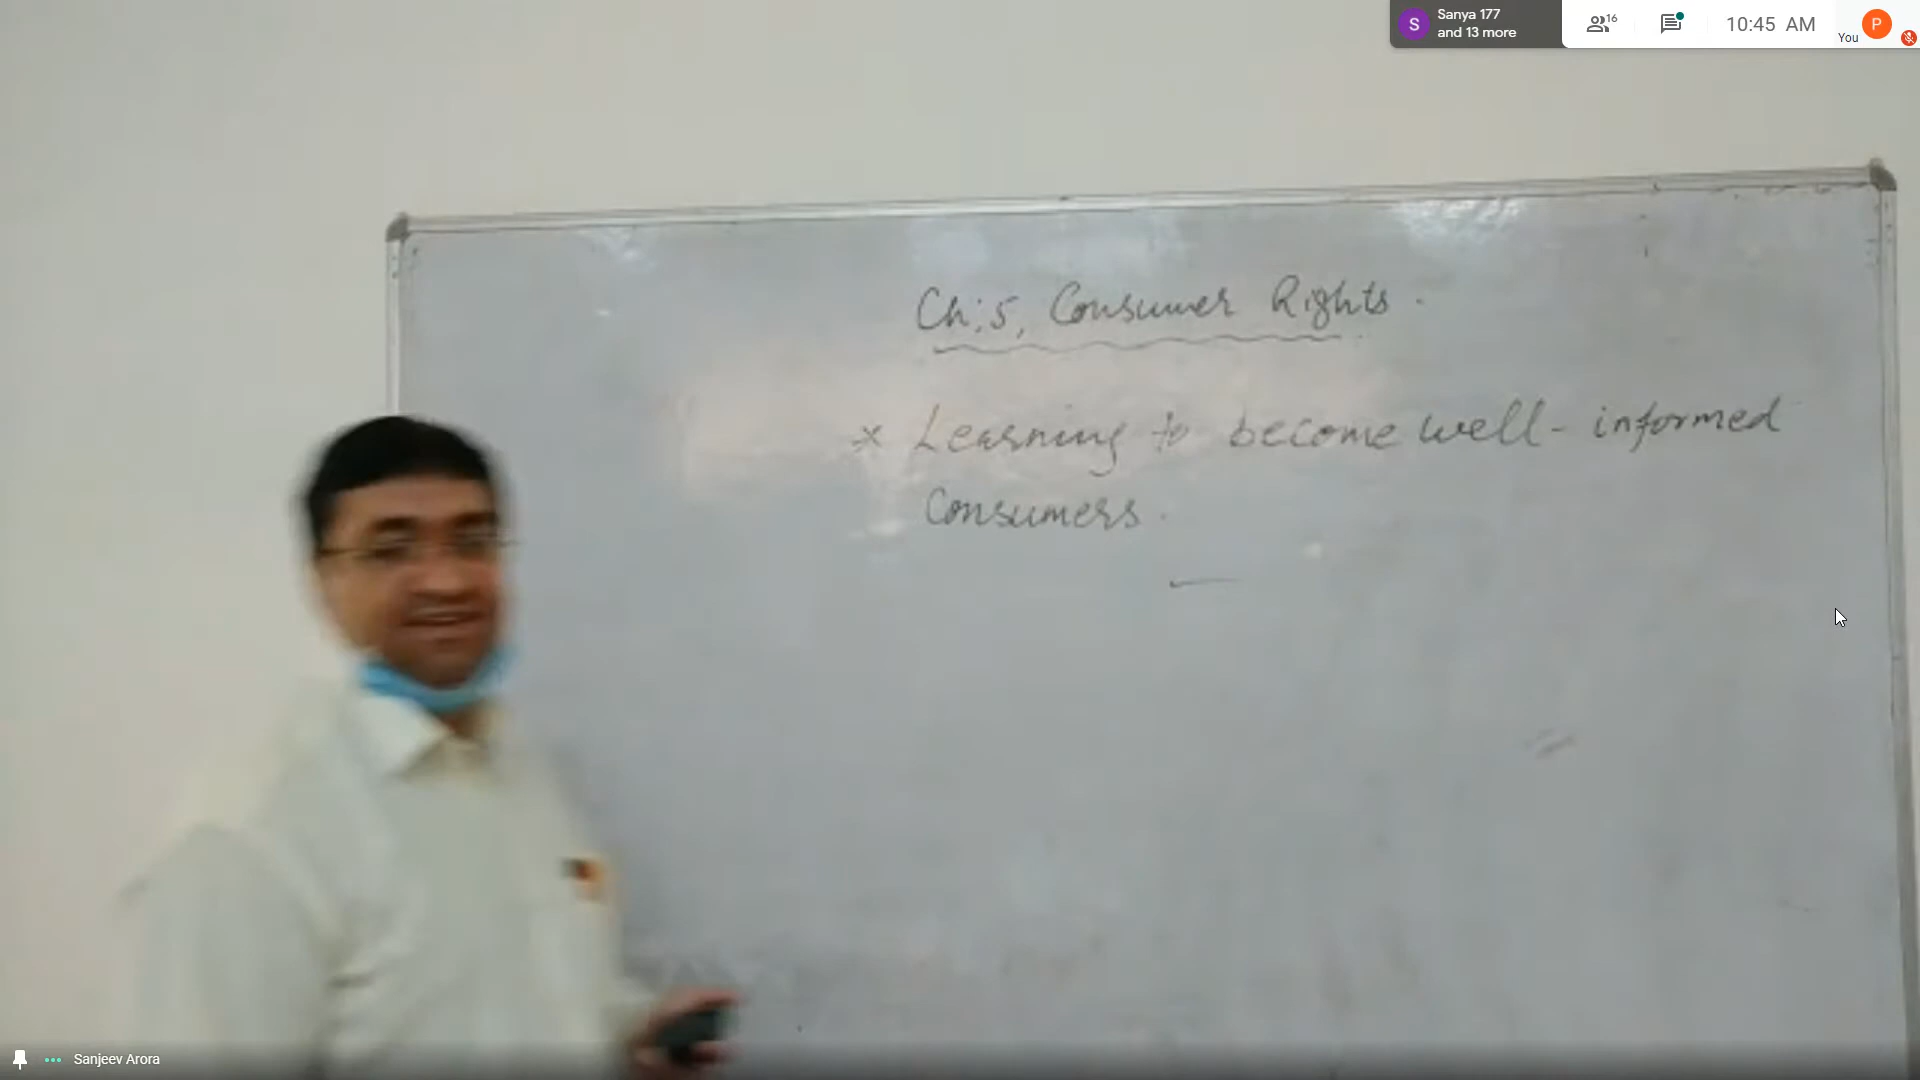 Sanya 177
and 13 more
16
10:45 AM
You
P
S
Ch:5, Consumer Rights.
* Learning to become well-informed
Consumers.
Sanjeev Arora